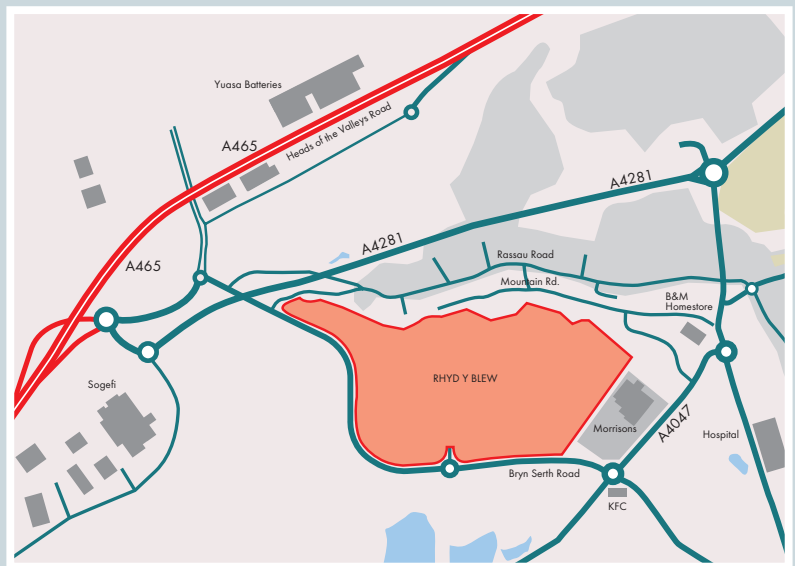 Yuasa Batteries
A465
Heads of the Valleys Road
A4281
A4281
A465
Rassau Road
Mountain Rd.
B&M
Homestore
RHYD Y BLEW
Sogefi
Morrisons
A4047
Hospital
Bryn Serth Road
KFC